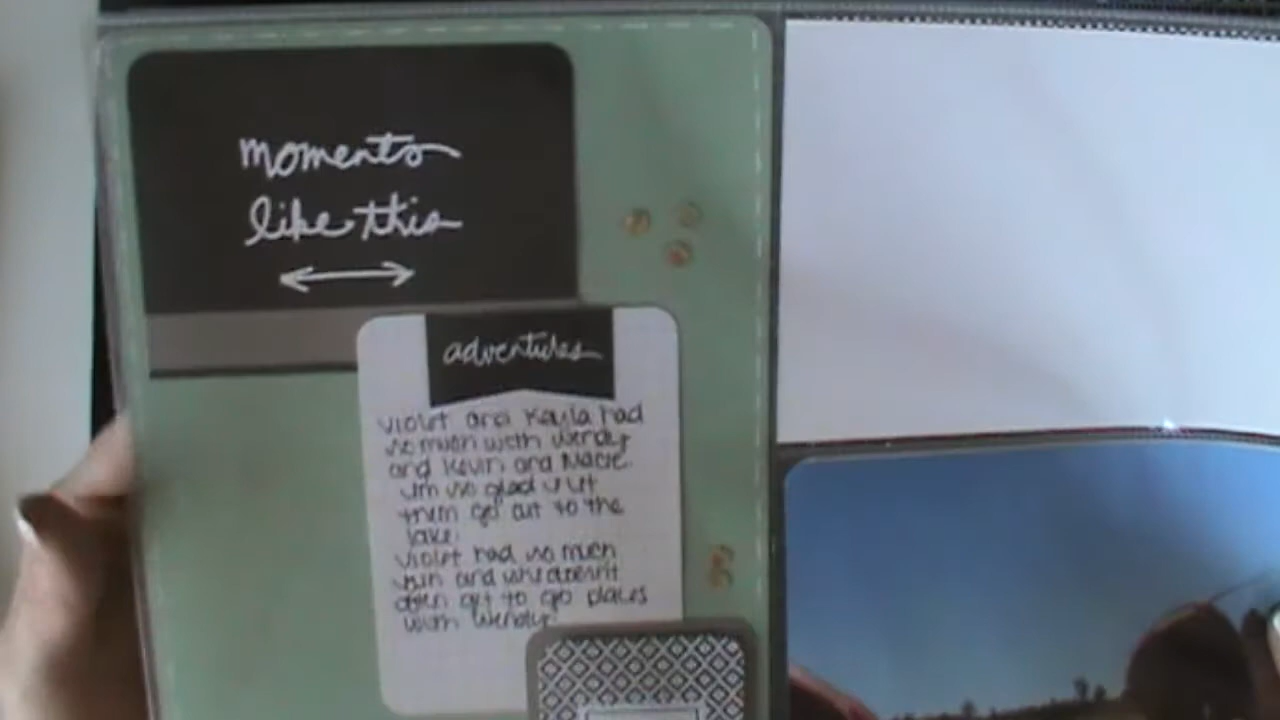 moments
like this
adventures
violet and Kayla had
so much with Wendy
and Kevin and
im so glad i let
them go out to the
lake.
violet had so much
fun and she doesn't
often get to go places
with Wendy.